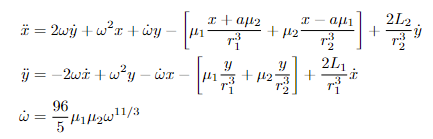 ẍ = 2ωẏ + ω²x + ω̇y − [μ₁ (x + aμ₂)/r₁³ + μ₂ (x − aμ₁)/r₂³] + (2L₂/r₂³) ẏ
ÿ = −2ωẋ + ω²y − ω̇x − [μ₁ y/r₁³ + μ₂ y/r₂³] + (2L₁/r₁³) ẋ
ω̇ = (96/5) μ₁μ₂ω^{11/3}